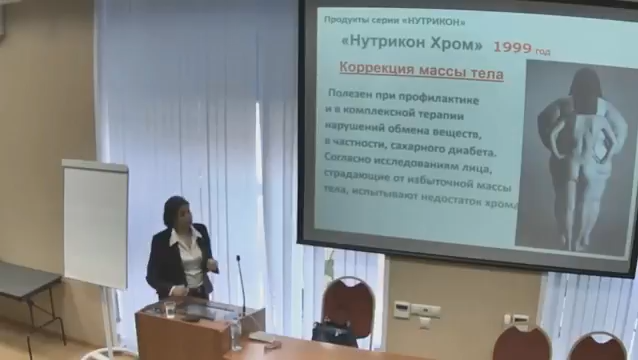 Продукты серии «НУТРИКОН»
«Нутрикон Хром» 1999 год
Коррекция массы тела
Полезен при профилактике
и в комплексной терапии
нарушений обмена веществ,
в частности, сахарного диабета.
Согласно исследованиям лица,
страдающие от избыточной массы
тела, испытывают недостаток хрома